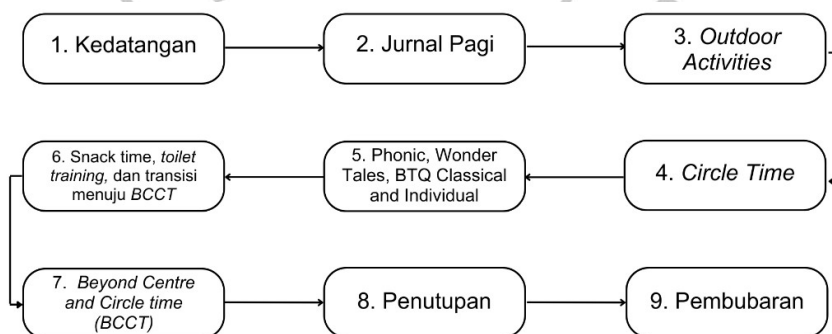 1. Kedatangan
2. Jurnal Pagi
3. Outdoor
Activities
4. Circle Time
5. Phonic, Wonder
Tales, BTQ Classical
and Individual
6. Snack time, toilet
training, dan transisi
menuju BCCT
7. Beyond Centre
and Circle time
(BCCT)
8. Penutupan
9. Pembubaran